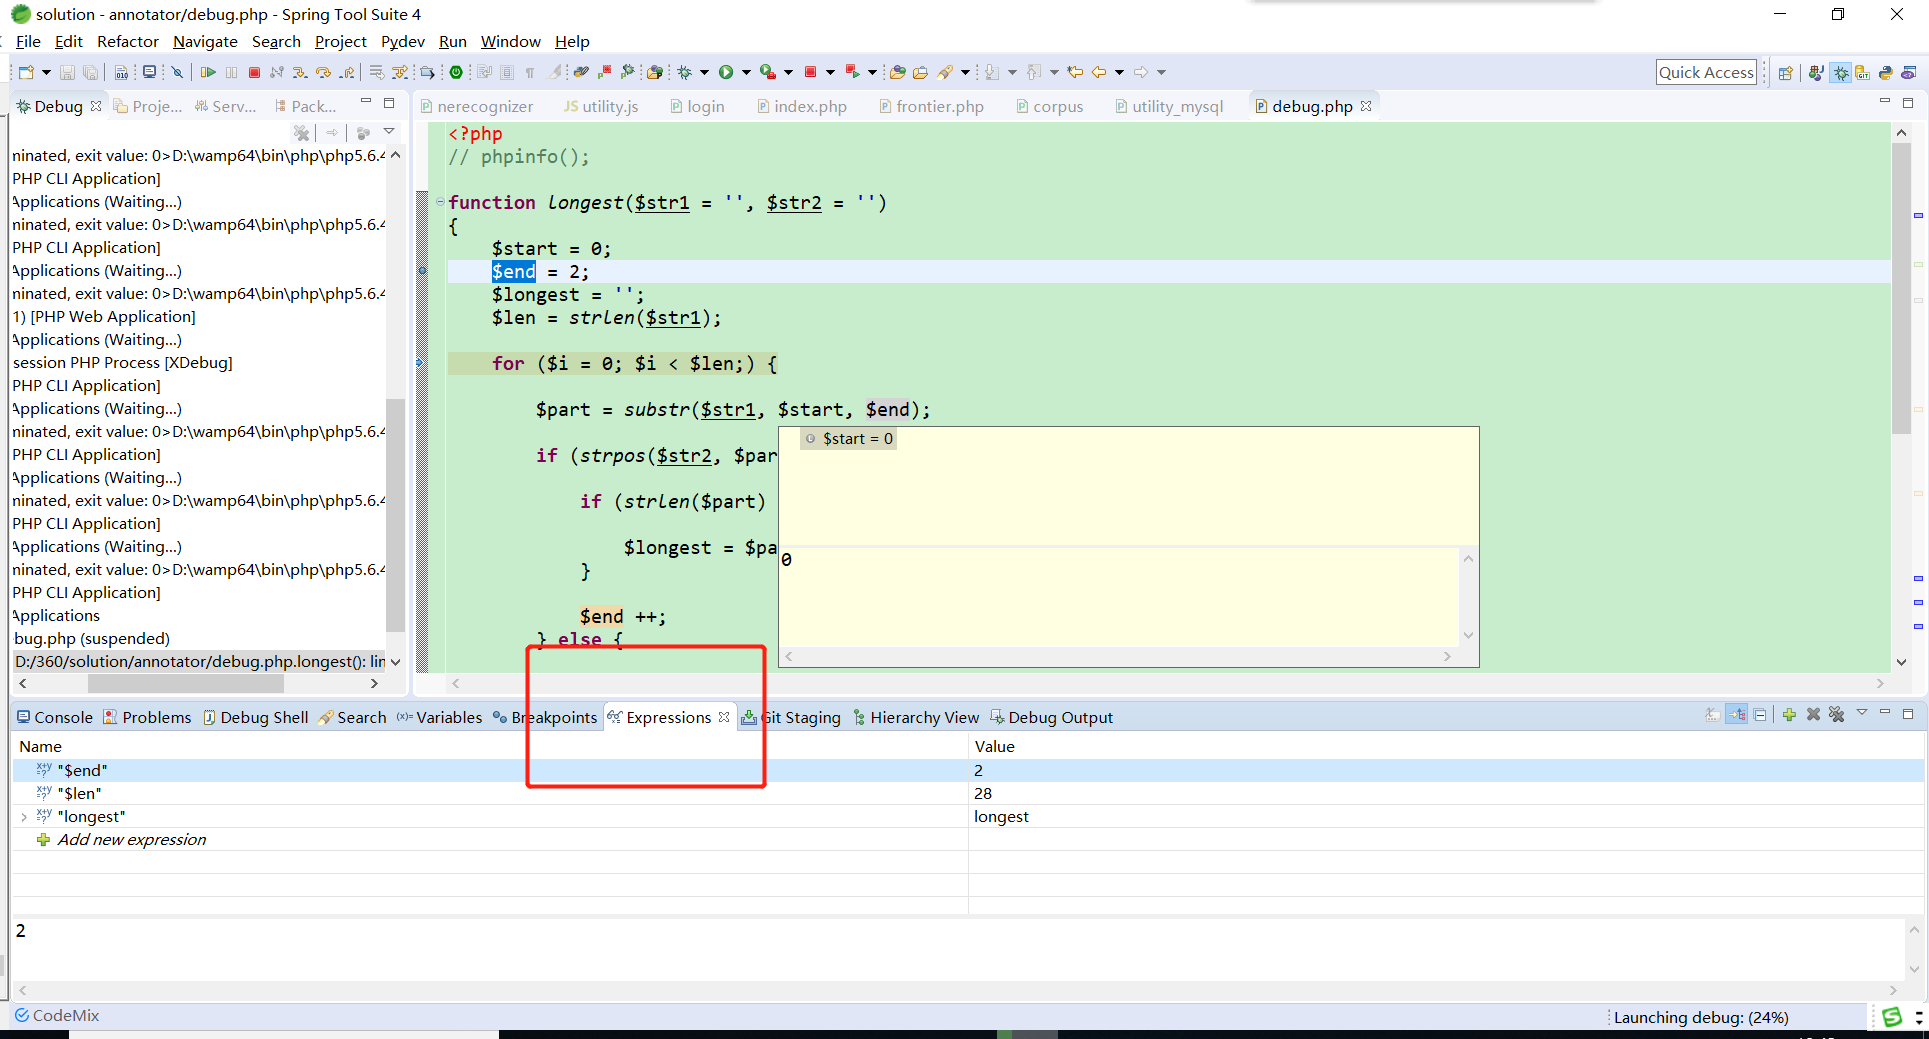 solution - annotator/debug.php - Spring Tool Suite 4
File Edit Refactor Navigate Search Project Pydev Run Window Help
Quick Access
Debug Proje... Serv... Pack...
ninated, exit value: 0>D:\wamp64\bin\php\php5.6.4
PHP CLI Application]
Applications (Waiting...)
ninated, exit value: 0>D:\wamp64\bin\php\php5.6.4
PHP CLI Application]
Applications (Waiting...)
ninated, exit value: 0>D:\wamp64\bin\php\php5.6.4
1) [PHP Web Application]
Applications (Waiting...)
session PHP Process [XDebug]
PHP CLI Application]
Applications (Waiting...)
ninated, exit value: 0>D:\wamp64\bin\php\php5.6.4
PHP CLI Application]
Applications (Waiting...)
ninated, exit value: 0>D:\wamp64\bin\php\php5.6.4
PHP CLI Application]
Applications (Waiting...)
ninated, exit value: 0>D:\wamp64\bin\php\php5.6.4
PHP CLI Application]
Applications
bug.php (suspended)
D:/360/solution/annotator/debug.php.longest(): lin
nerecognizer JS utility.js login index.php frontier.php corpus utility_mysql debug.php
<?php
// phpinfo();
function longest($str1 = '', $str2 = '')
{
$start = 0;
$end = 2;
$longest = '';
$len = strlen($str1);
for ($i = 0; $i < $len;) {
$part = substr($str1, $start, $end);
if (strpos($str2, $par
if (strlen($part)
$longest = $pa
}
$end ++;
} else {
$start = 0
0
Console Problems Debug Shell Search (x)= Variables Breakpoints Expressions Git Staging Hierarchy View Debug Output
Name Value
"$end" 2
"$len" 28
"longest" longest
Add new expression
2
CodeMix
Launching debug: (24%)